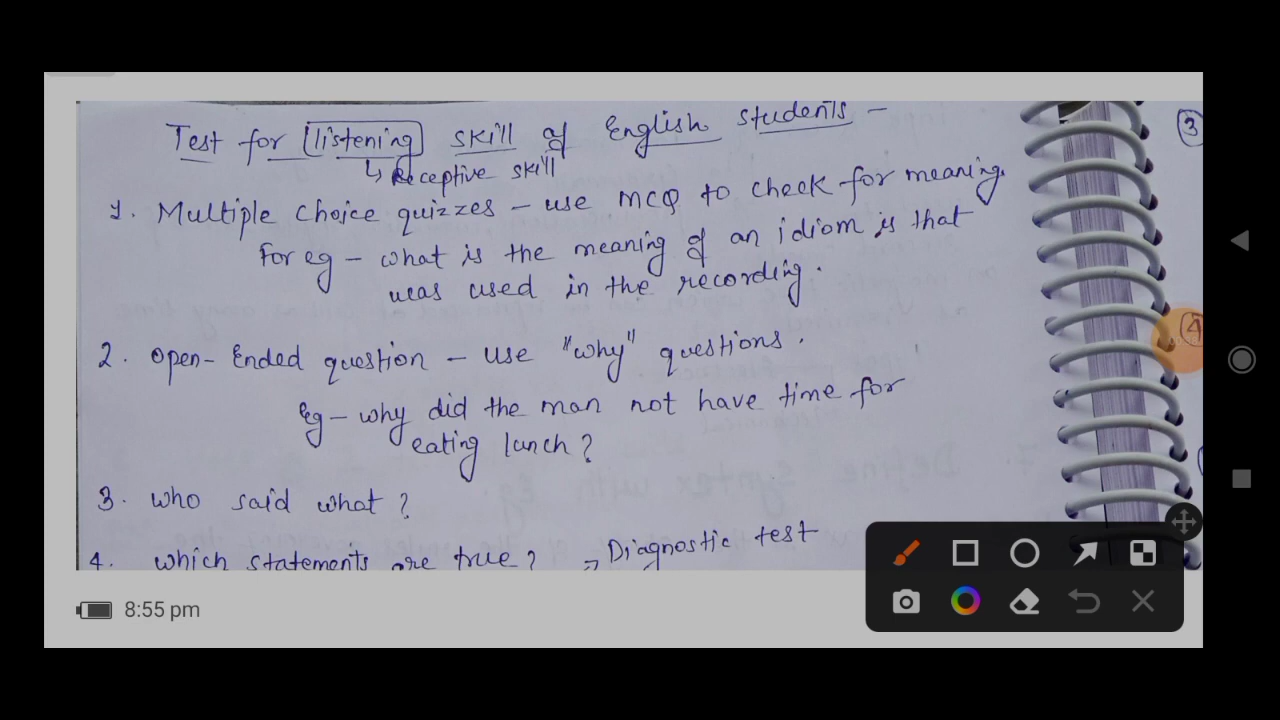 Test for listening skill of English students –
↳ Receptive skill
1. Multiple choice quizzes – use MCQ to check for meaning.
For eg – what is the meaning of an idiom is that
was used in the recording.
2. Open-Ended question – use "why" questions.
Eg – why did the man not have time for
eating lunch?
3. who said what?
4. which statements are true? → Diagnostic test
3
4
8:55 pm